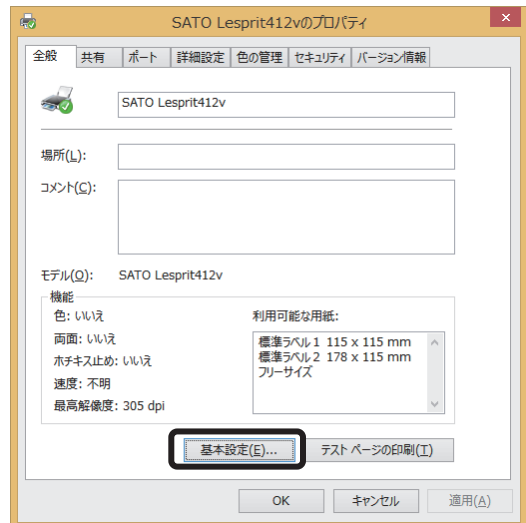 SATO Lesprit412vのプロパティ
全般 共有 ポート 詳細設定 色の管理 セキュリティ バージョン情報
SATO Lesprit412v
場所(L):
コメント(C):
モデル(O): SATO Lesprit412v
機能
色: いいえ
両面: いいえ
ホチキス止め: いいえ
速度: 不明
最高解像度: 305 dpi
利用可能な用紙:
標準ラベル1 115 x 115 mm
標準ラベル2 178 x 115 mm
フリーサイズ
基本設定(E)... テスト ページの印刷(T)
OK キャンセル 適用(A)